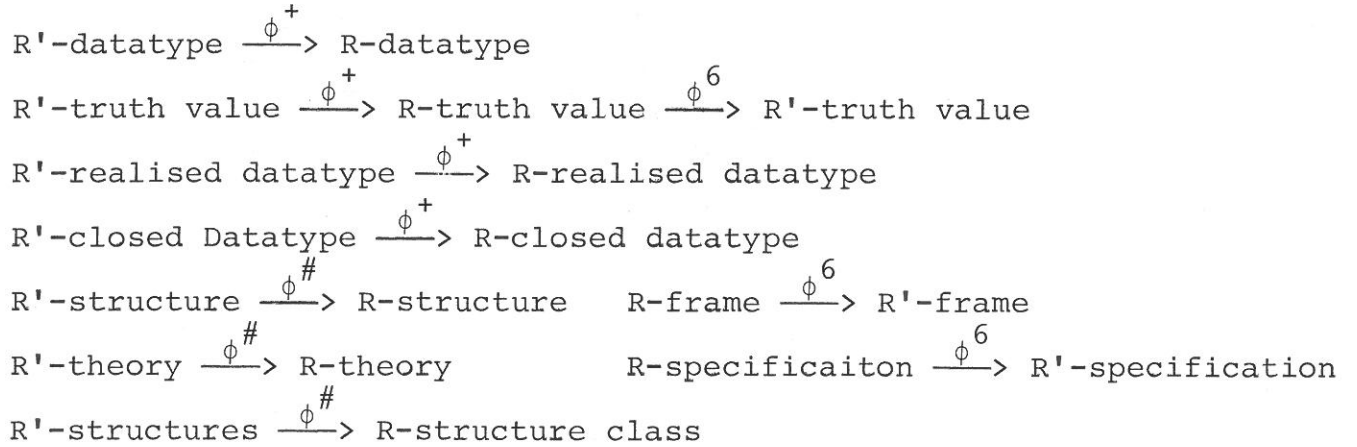 R'-datatype —ϕ⁺—> R-datatype
R'-truth value —ϕ⁺—> R-truth value —ϕ⁶—> R'-truth value
R'-realised datatype —ϕ⁺—> R-realised datatype
R'-closed Datatype —ϕ⁺—> R-closed datatype
R'-structure —ϕ^#—> R-structure R-frame —ϕ⁶—> R'-frame
R'-theory —ϕ^#—> R-theory R-specificaiton —ϕ⁶—> R'-specification
R'-structures —ϕ^#—> R-structure class